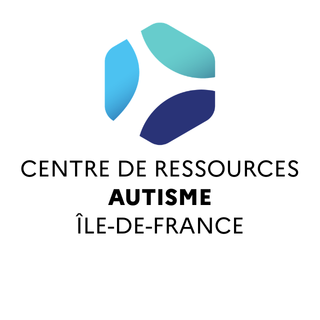 CENTRE DE RESSOURCES
AUTISME
ÎLE-DE-FRANCE